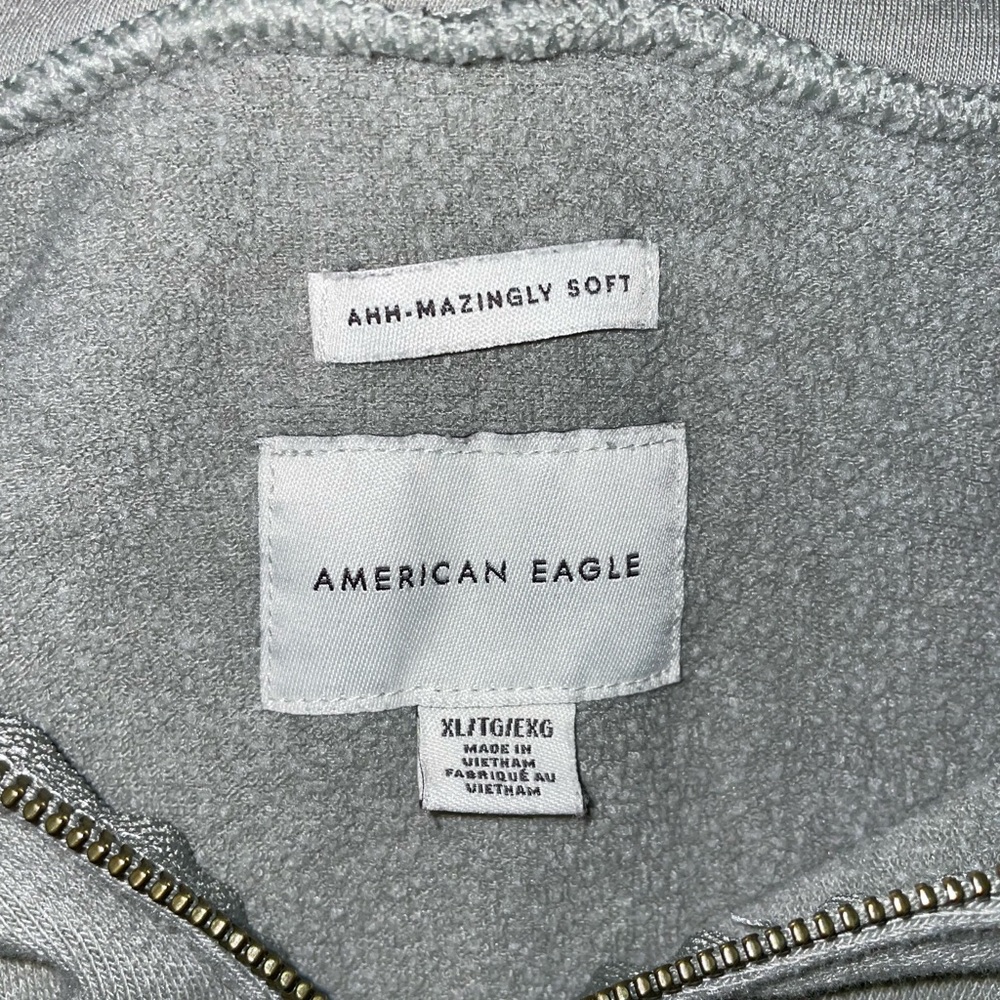 AHH-MAZINGLY SOFT
AMERICAN EAGLE
XL/TG/EXG
MADE IN
VIETNAM
FABRIQUÉ AU
VIETNAM